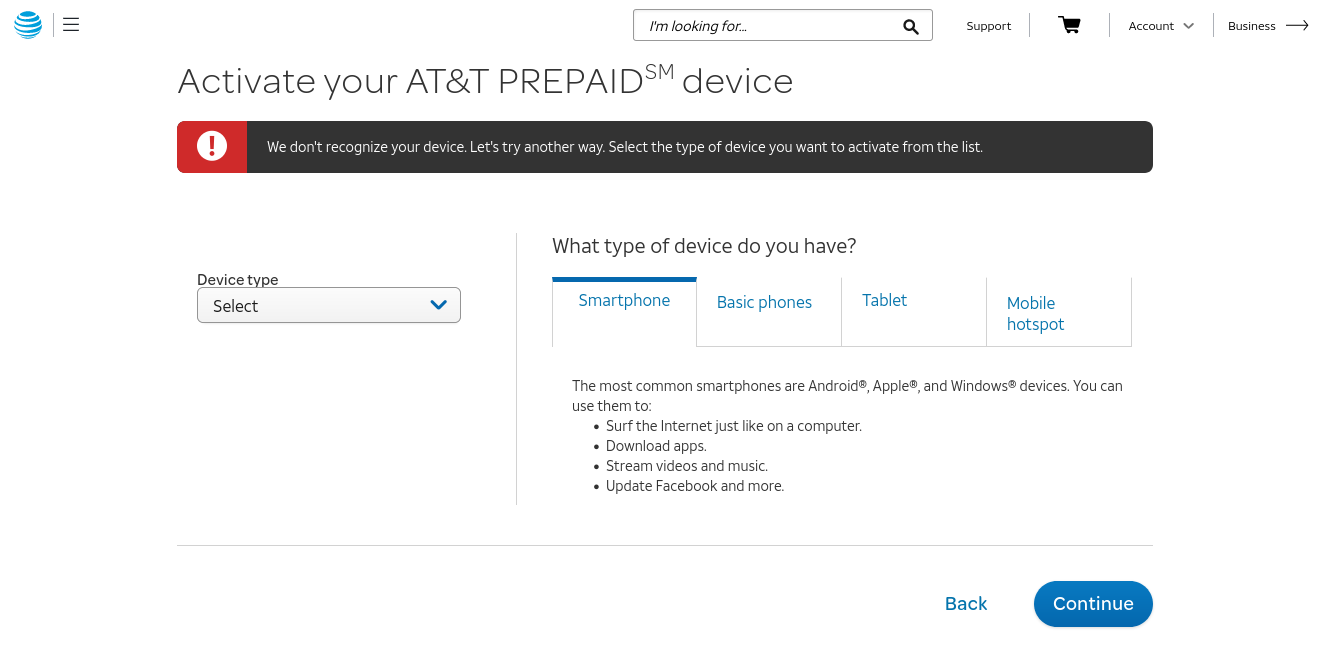 I'm looking for...
Support
Account
Business
Activate your AT&T PREPAID℠ device
We don't recognize your device. Let's try another way. Select the type of device you want to activate from the list.
Device type
Select
What type of device do you have?
Smartphone
Basic phones
Tablet
Mobile
hotspot
The most common smartphones are Android®, Apple®, and Windows® devices. You can
use them to:
• Surf the Internet just like on a computer.
• Download apps.
• Stream videos and music.
• Update Facebook and more.
Back
Continue